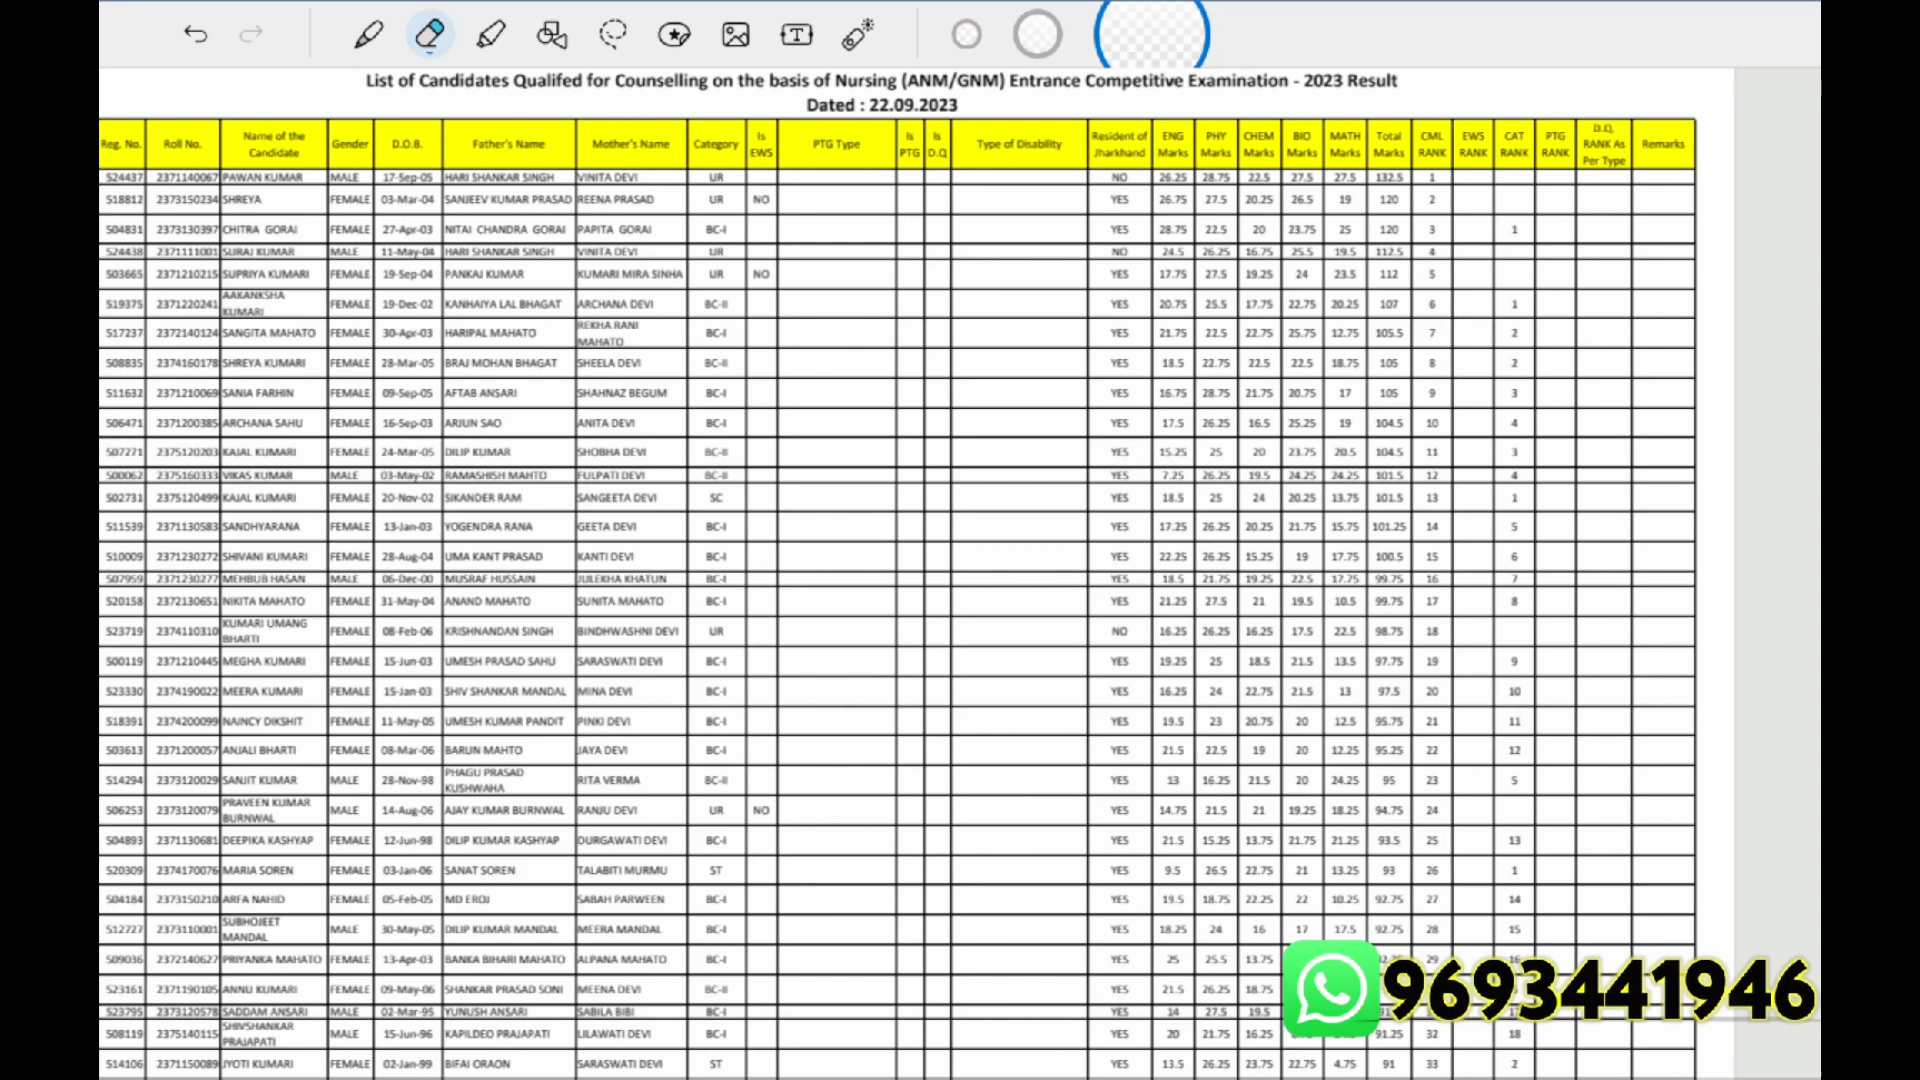 List of Candidates Qualifed for Counselling on the basis of Nursing (ANM/GNM) Entrance Competitive Examination - 2023 Result
Dated : 22.09.2023
Reg. No. Roll No. Name of the Candidate Gender D.O.B. Father's Name Mother's Name Category Is EWS PTG Type Is PTG Is D.Q Type of Disability Resident of Jharkhand ENG Marks PHY Marks CHEM Marks BIO Marks MATH Marks Total Marks CML RANK EWS RANK CAT RANK PTG RANK D.Q. RANK As Per Type Remarks
524437 2371140067 PAWAN KUMAR MALE 17-Sep-05 HARI SHANKAR SINGH VINITA DEVI UR NO 26.25 28.75 22.5 27.5 27.5 132.5 1
518812 2373150234 SHREYA FEMALE 03-Mar-04 SANJEEV KUMAR PRASAD REENA PRASAD UR NO YES 26.75 27.5 20.25 26.5 19 120 2
504831 2373130397 CHITRA GORAI FEMALE 27-Apr-03 NITAI CHANDRA GORAI PAPITA GORAI BC-I YES 28.75 22.5 20 23.75 25 120 3 1
524438 2371111001 SURAJ KUMAR MALE 11-May-04 HARI SHANKAR SINGH VINITA DEVI UR NO 24.5 26.25 16.75 25.5 19.5 112.5 4
503665 2371210215 SUPRIYA KUMARI FEMALE 19-Sep-04 PANKAJ KUMAR KUMARI MIRA SINHA UR NO YES 17.75 27.5 19.25 24 23.5 112 5
519375 2371220241 AAKANKSHA KUMARI FEMALE 19-Dec-02 KANHAIYA LAL BHAGAT ARCHANA DEVI BC-II YES 20.75 25.5 17.75 22.75 20.25 107 6 1
517237 2372140124 SANGITA MAHATO FEMALE 30-Apr-03 HARIPAL MAHATO REKHA RANI MAHATO BC-I YES 21.75 22.5 22.75 25.75 12.75 105.5 7 2
508835 2374160178 SHREYA KUMARI FEMALE 28-Mar-05 BRAJ MOHAN BHAGAT SHEELA DEVI BC-II YES 18.5 22.75 22.5 22.5 18.75 105 8 2
511632 2371210069 SANIA FARHIN FEMALE 09-Sep-05 AFTAB ANSARI SHAHNAZ BEGUM BC-I YES 16.75 28.75 21.75 20.75 17 105 9 3
506471 2371200385 ARCHANA SAHU FEMALE 16-Sep-03 ARJUN SAO ANITA DEVI BC-I YES 17.5 26.25 16.5 25.25 19 104.5 10 4
507271 2375120203 KAJAL KUMARI FEMALE 24-Mar-05 DILIP KUMAR SHOBHA DEVI BC-II YES 15.25 25 20 23.75 20.5 104.5 11 3
500062 2375160333 VIKAS KUMAR MALE 03-May-02 RAMASHISH MAHTO FULPATI DEVI BC-II YES 7.25 26.25 19.5 24.25 24.25 101.5 12 4
502731 2375120499 KAJAL KUMARI FEMALE 20-Nov-02 SIKANDER RAM SANGEETA DEVI SC YES 18.5 25 24 20.25 13.75 101.5 13 1
511539 2371130583 SANDHYARANA FEMALE 13-Jan-03 YOGENDRA RANA GEETA DEVI BC-I YES 17.25 26.25 20.25 21.75 15.75 101.25 14 5
510009 2371230272 SHIVANI KUMARI FEMALE 28-Aug-04 UMA KANT PRASAD KANTI DEVI BC-I YES 22.25 26.25 15.25 19 17.75 100.5 15 6
507959 2371230277 MEHBUB HASAN MALE 06-Dec-00 MUSRAF HUSSAIN JULEKHA KHATUN BC-I YES 18.5 21.75 19.25 22.5 17.75 99.75 16 7
520158 2372130651 NIKITA MAHATO FEMALE 31-May-04 ANAND MAHATO SUNITA MAHATO BC-I YES 21.25 27.5 21 19.5 10.5 99.75 17 8
523719 2374110310 KUMARI UMANG BHARTI FEMALE 08-Feb-06 KRISHNANDAN SINGH BINDHWASHNI DEVI UR NO 16.25 26.25 16.25 17.5 22.5 98.75 18
500119 2371210445 MEGHA KUMARI FEMALE 15-Jun-03 UMESH PRASAD SAHU SARASWATI DEVI BC-I YES 19.25 25 18.5 21.5 13.5 97.75 19 9
523330 2374190022 MEERA KUMARI FEMALE 15-Jan-03 SHIV SHANKAR MANDAL MINA DEVI BC-I YES 16.25 24 22.75 21.5 13 97.5 20 10
518391 2374200099 NAINCY DIKSHIT FEMALE 11-May-05 UMESH KUMAR PANDIT PINKI DEVI BC-I YES 19.5 23 20.75 20 12.5 95.75 21 11
503613 2371200057 ANJALI BHARTI FEMALE 08-Mar-06 BARUN MAHTO JAYA DEVI BC-I YES 21.5 22.5 19 20 12.25 95.25 22 12
514294 2373120029 SANJIT KUMAR MALE 28-Nov-98 PHAGU PRASAD KUSHWAHA RITA VERMA BC-II YES 13 16.25 21.5 20 24.25 95 23 5
506253 2373120079 PRAVEEN KUMAR BURNWAL MALE 14-Aug-06 AJAY KUMAR BURNWAL RANJU DEVI UR NO YES 14.75 21.5 21 19.25 18.25 94.75 24
504893 2371130681 DEEPIKA KASHYAP FEMALE 12-Jun-98 DILIP KUMAR KASHYAP DURGAWATI DEVI BC-I YES 21.5 15.25 13.75 21.75 21.25 93.5 25 13
520309 2374170076 MARIA SOREN FEMALE 03-Jan-06 SANAT SOREN TALABITI MURMU ST YES 9.5 26.5 22.75 21 13.25 93 26 1
504184 2373150210 ARFA NAHID FEMALE 05-Feb-05 MD EROJ SABAH PARWEEN BC-I YES 19.5 18.75 22.25 22 10.25 92.75 27 14
512727 2373110001 SUBHOJEET MANDAL MALE 30-May-05 DILIP KUMAR MANDAL MEERA MANDAL BC-I YES 18.25 24 16 17 17.5 92.75 28 15
509036 2372140627 PRIYANKA MAHATO FEMALE 13-Apr-03 BANKA BIHARI MAHATO ALPANA MAHATO BC-I YES 25 25.5 13.75
523161 2371190105 ANNU KUMARI FEMALE 09-May-06 SHANKAR PRASAD SONI MEENA DEVI BC-II YES 21.5 26.25 18.75
523795 2373120578 SADDAM ANSARI MALE 02-Mar-95 YUNUSH ANSARI SABILA BIBI BC-I YES 14 27.5 19.5
508119 2375140115 SHIVSHANKAR PRAJAPATI MALE 15-Jun-96 KAPILDEO PRAJAPATI LILAWATI DEVI BC-I YES 20 21.75 16.25 91.25 32 18
514106 2371150089 JYOTI KUMARI FEMALE 02-Jan-99 BIFAI ORAON SARASWATI DEVI ST YES 13.5 26.25 23.75 22.75 4.75 91 33 2
9693441946